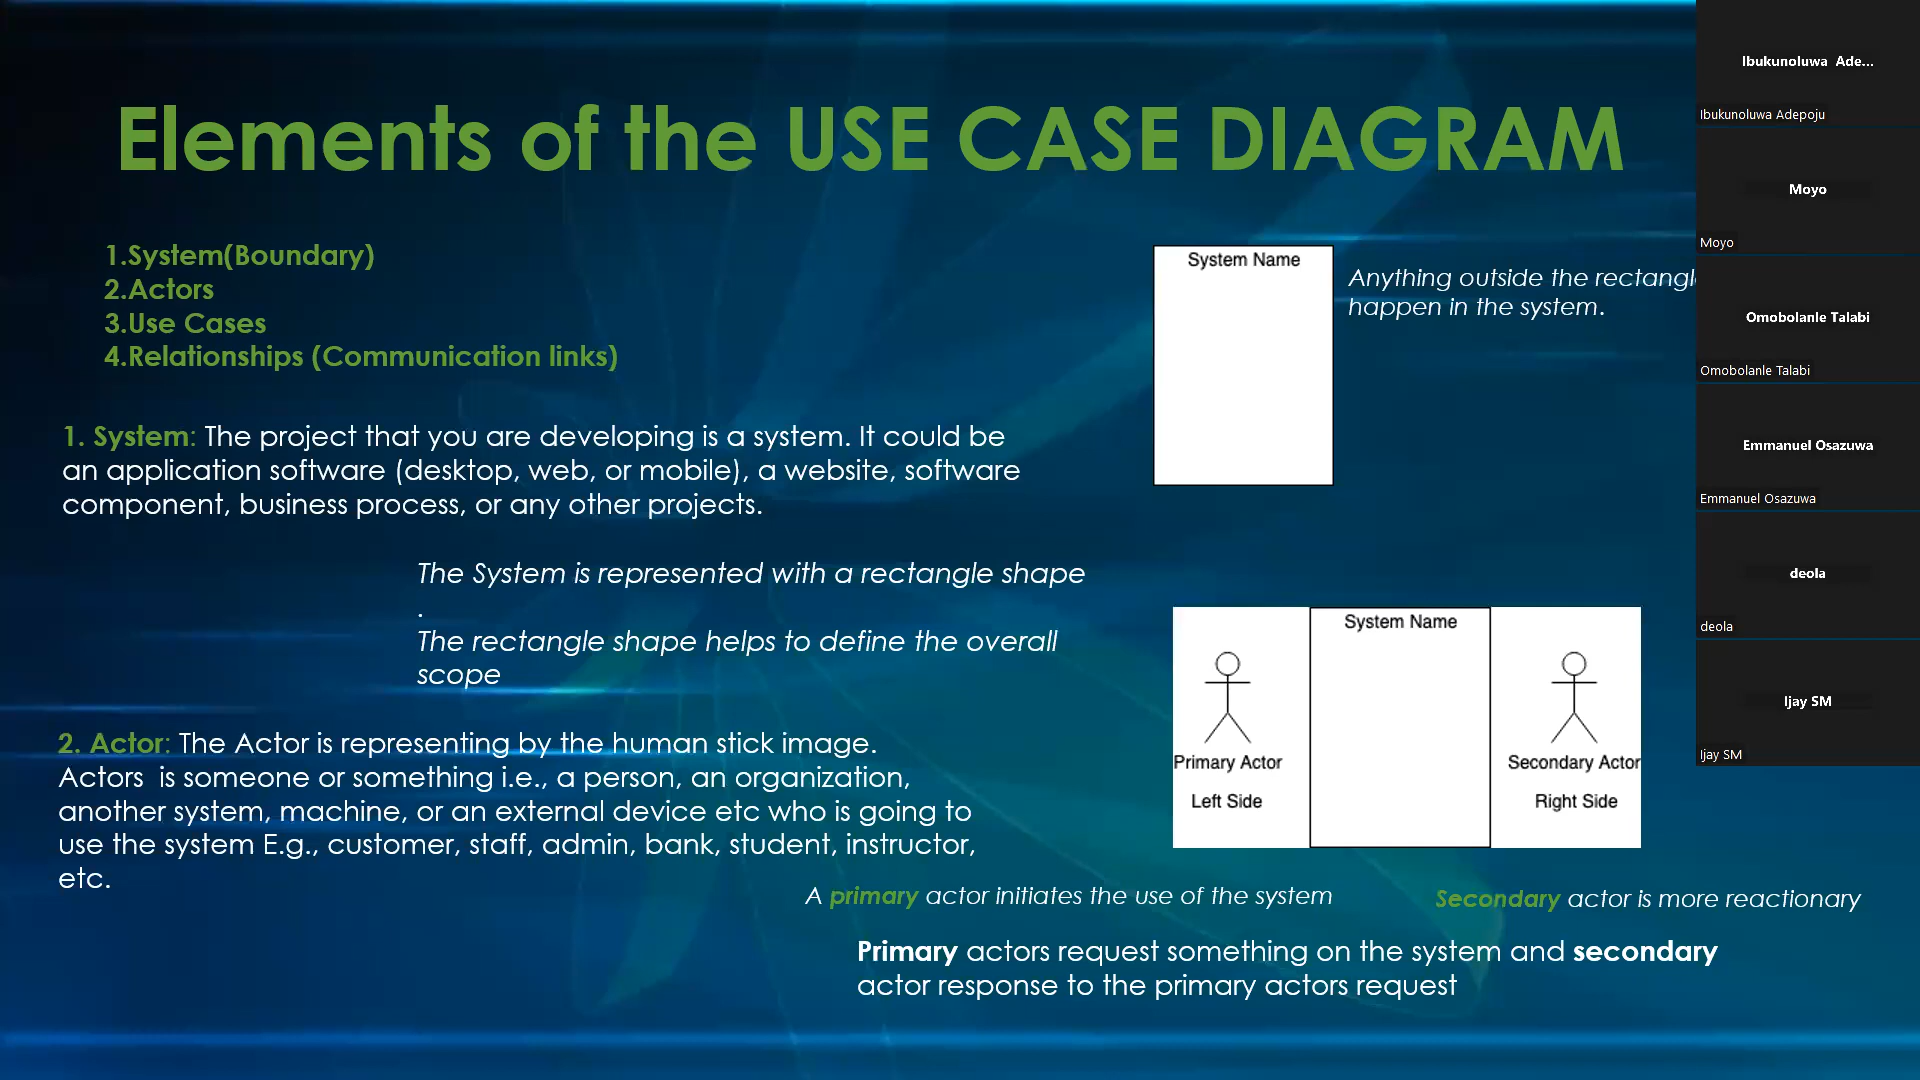 Elements of the USE CASE DIAGRAM
1.System(Boundary)
2.Actors
3.Use Cases
4.Relationships (Communication links)
System Name
Anything outside the rectangle
happen in the system.
1. System: The project that you are developing is a system. It could be
an application software (desktop, web, or mobile), a website, software
component, business process, or any other projects.
The System is represented with a rectangle shape
.
The rectangle shape helps to define the overall
scope
System Name
Primary Actor
Left Side
Secondary Actor
Right Side
2. Actor: The Actor is representing by the human stick image.
Actors  is someone or something i.e., a person, an organization,
another system, machine, or an external device etc who is going to
use the system E.g., customer, staff, admin, bank, student, instructor,
etc.
A primary actor initiates the use of the system
Secondary actor is more reactionary
Primary actors request something on the system and secondary
actor response to the primary actors request
Ibukunoluwa Ade...
Ibukunoluwa Adepoju
Moyo
Moyo
Omobolanle Talabi
Omobolanle Talabi
Emmanuel Osazuwa
Emmanuel Osazuwa
deola
deola
Ijay SM
Ijay SM